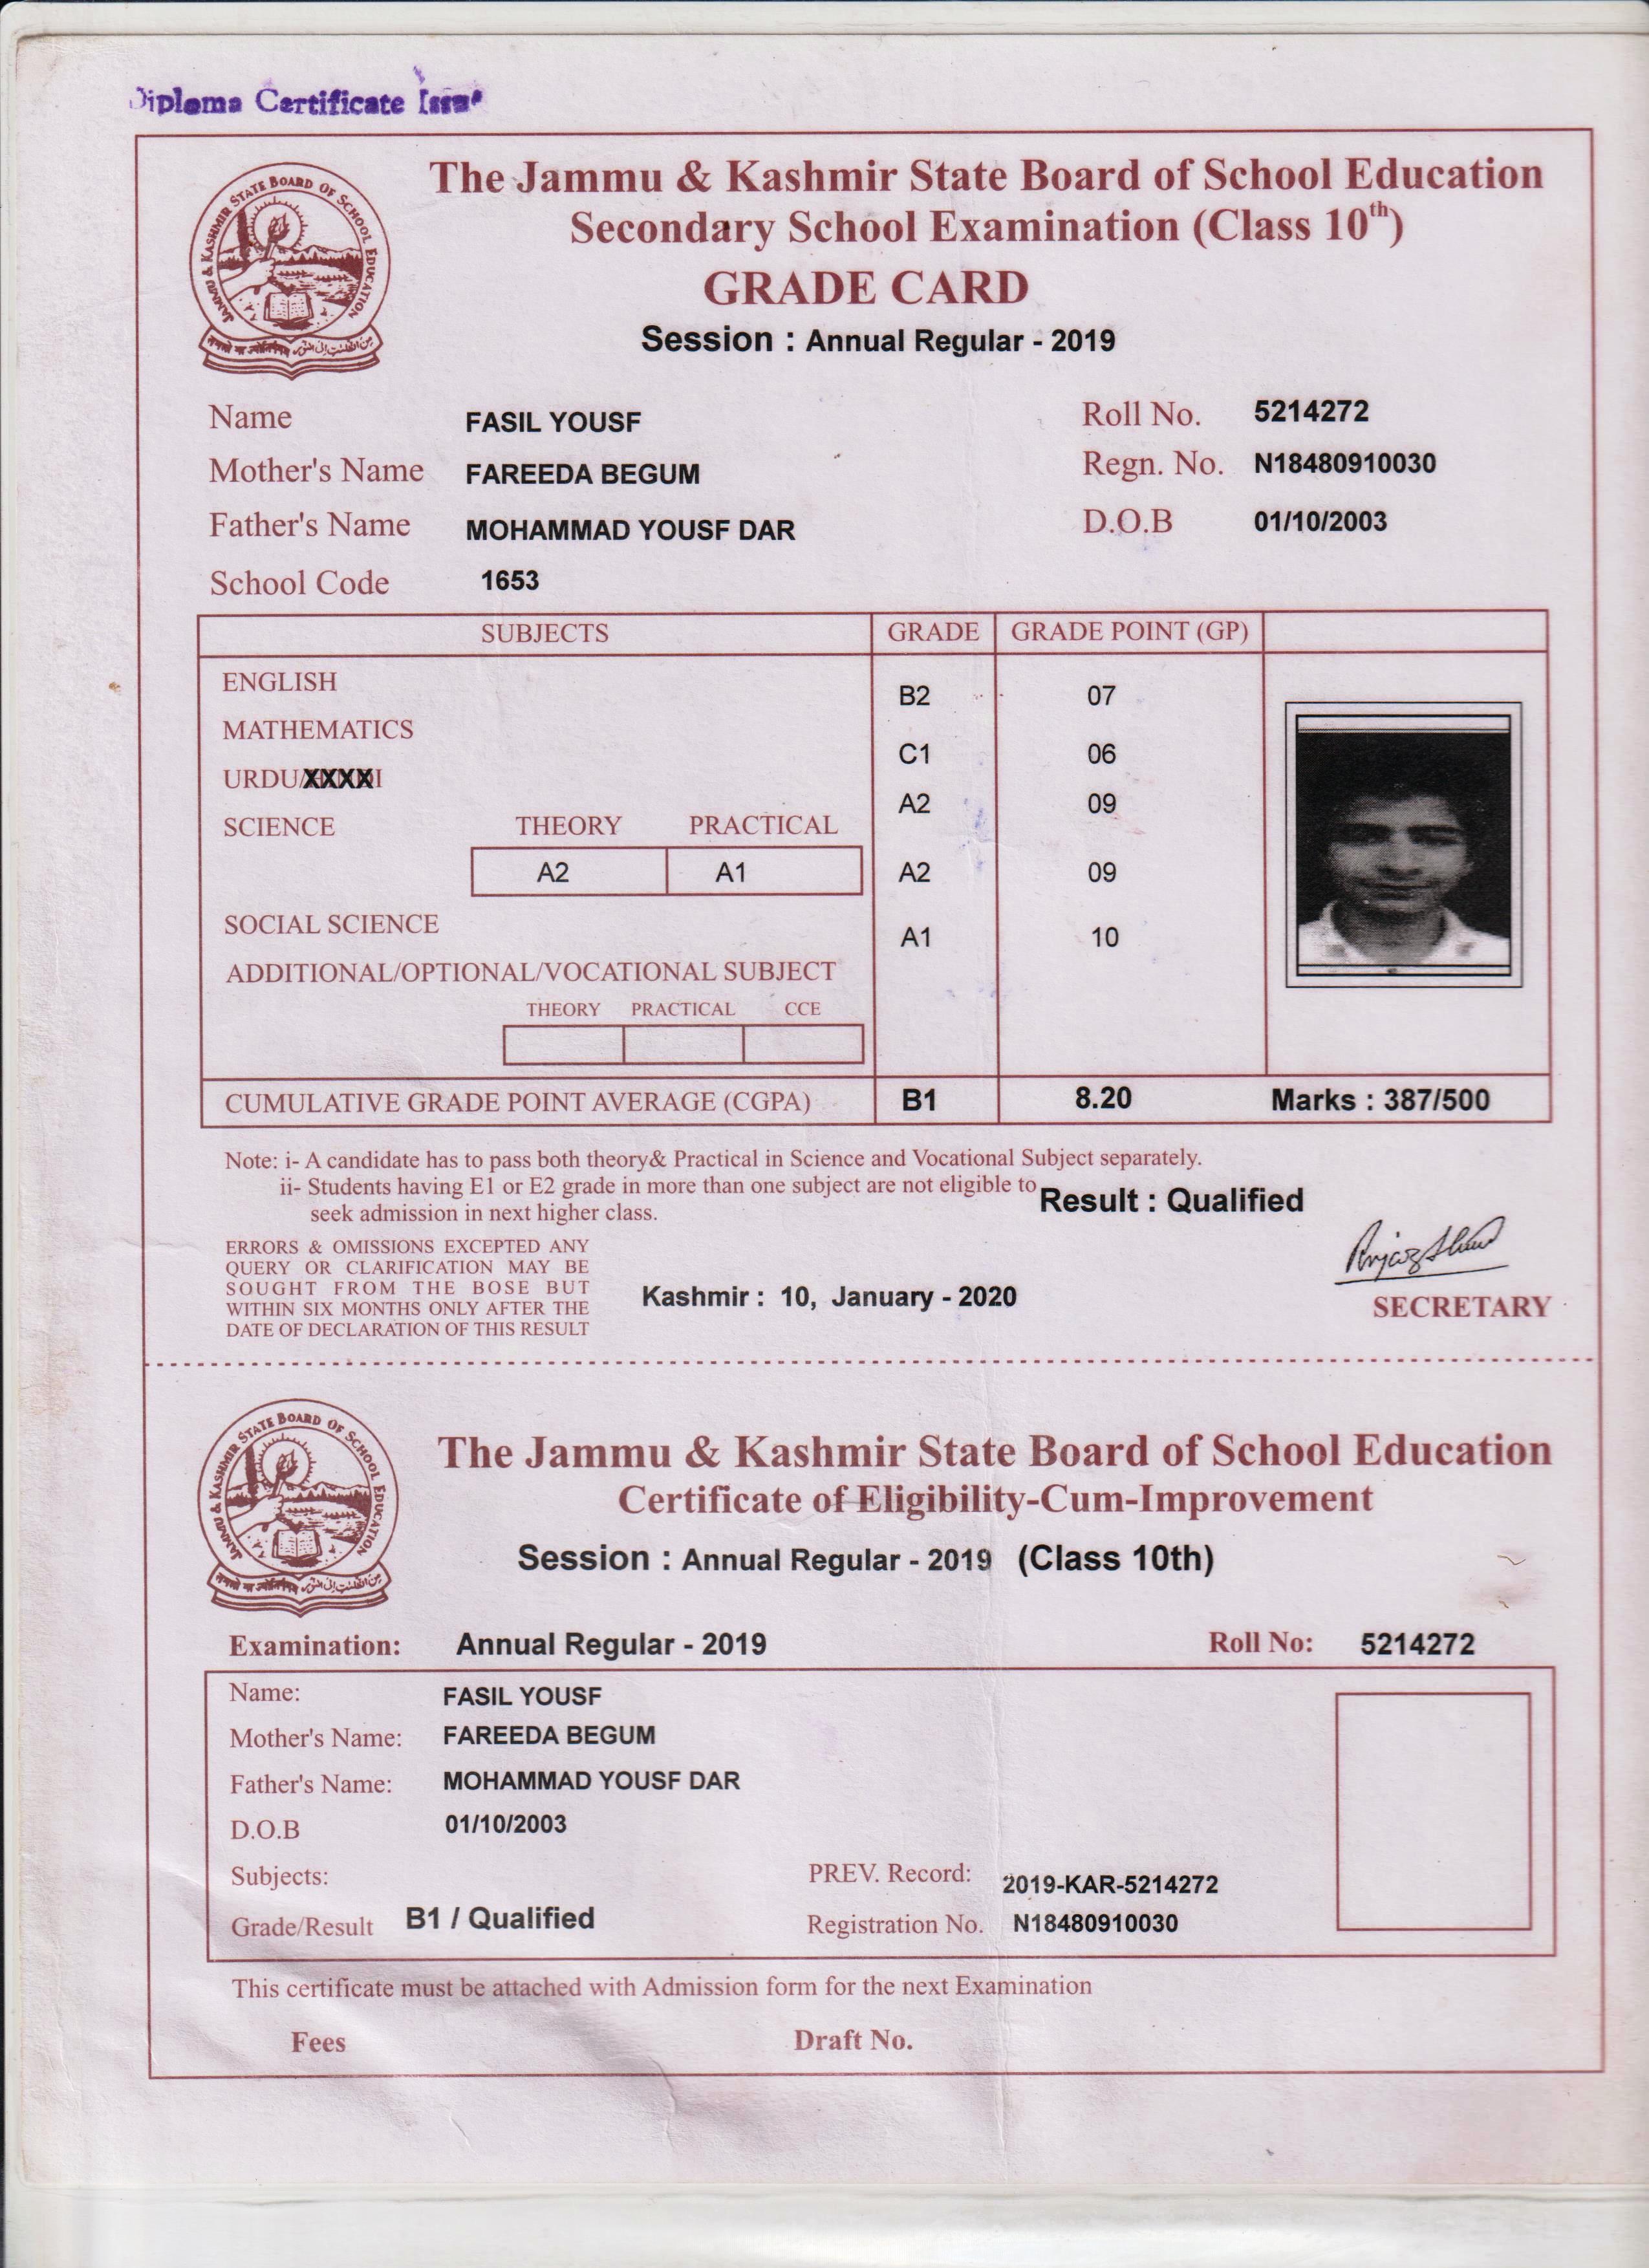 Diploma Certificate
JAMMU & KASHMIR STATE BOARD OF SCHOOL EDUCATION
The Jammu & Kashmir State Board of School Education
Secondary School Examination (Class 10th)
GRADE CARD
Session : Annual Regular - 2019
Name FASIL YOUSF Roll No. 5214272
Mother's Name FAREEDA BEGUM Regn. No. N18480910030
Father's Name MOHAMMAD YOUSF DAR D.O.B 01/10/2003
School Code 1653
SUBJECTS GRADE GRADE POINT (GP)
ENGLISH B2 07
MATHEMATICS C1 06
URDU/XXXXI A2 09
SCIENCE THEORY PRACTICAL
A2 A1 A2 09
SOCIAL SCIENCE A1 10
ADDITIONAL/OPTIONAL/VOCATIONAL SUBJECT
THEORY PRACTICAL CCE
CUMULATIVE GRADE POINT AVERAGE (CGPA) B1 8.20 Marks : 387/500
Note: i- A candidate has to pass both theory& Practical in Science and Vocational Subject separately.
ii- Students having E1 or E2 grade in more than one subject are not eligible to
seek admission in next higher class.
Result : Qualified
ERRORS & OMISSIONS EXCEPTED ANY
QUERY OR CLARIFICATION MAY BE
SOUGHT FROM THE BOSE BUT
WITHIN SIX MONTHS ONLY AFTER THE
DATE OF DECLARATION OF THIS RESULT
Kashmir : 10, January - 2020
SECRETARY
JAMMU & KASHMIR STATE BOARD OF SCHOOL EDUCATION
The Jammu & Kashmir State Board of School Education
Certificate of Eligibility-Cum-Improvement
Session : Annual Regular - 2019 (Class 10th)
Examination: Annual Regular - 2019 Roll No: 5214272
Name: FASIL YOUSF
Mother's Name: FAREEDA BEGUM
Father's Name: MOHAMMAD YOUSF DAR
D.O.B 01/10/2003
Subjects: PREV. Record: 2019-KAR-5214272
Grade/Result B1 / Qualified Registration No. N18480910030
This certificate must be attached with Admission form for the next Examination
Fees Draft No.